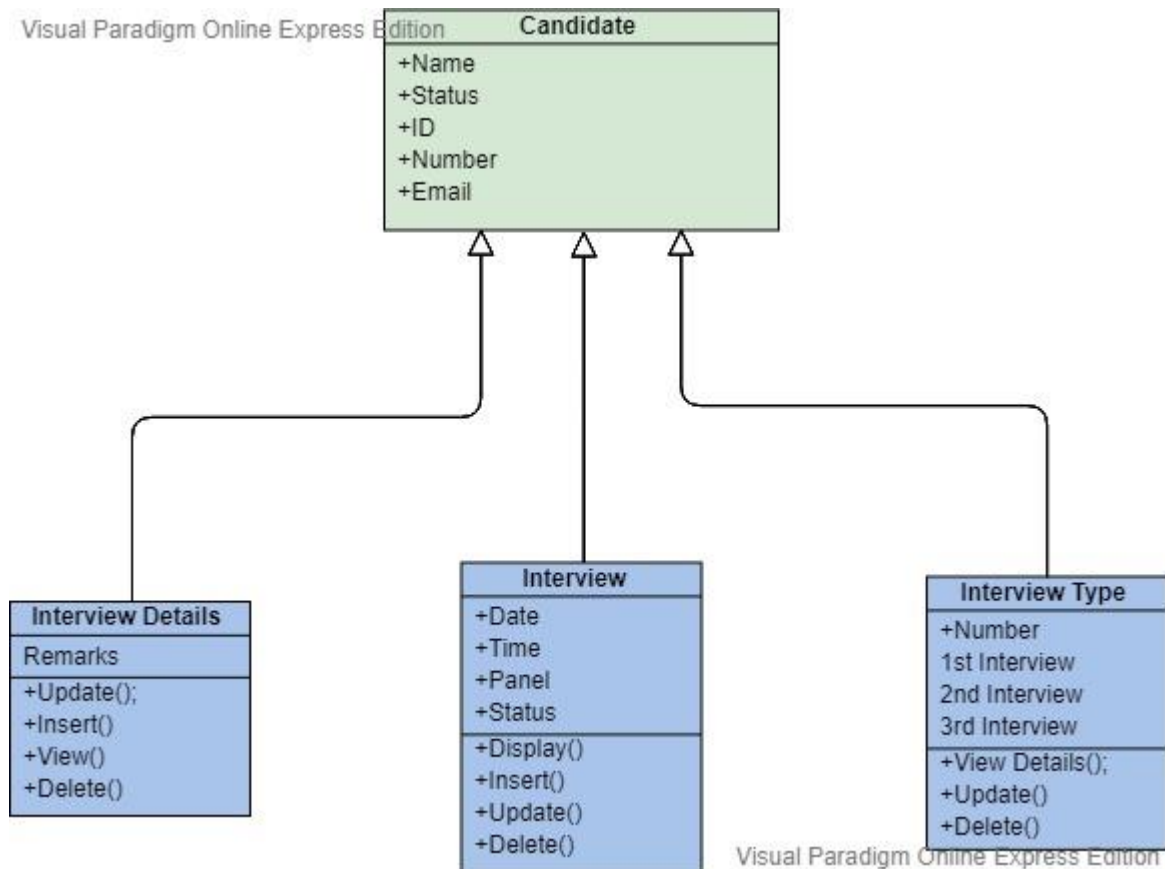 Visual Paradigm Online Express Edition
Candidate
+Name
+Status
+ID
+Number
+Email
Interview Details
Remarks
+Update();
+Insert()
+View()
+Delete()
Interview
+Date
+Time
+Panel
+Status
+Display()
+Insert()
+Update()
+Delete()
Interview Type
+Number
1st Interview
2nd Interview
3rd Interview
+View Details();
+Update()
+Delete()
Visual Paradigm Online Express Edition